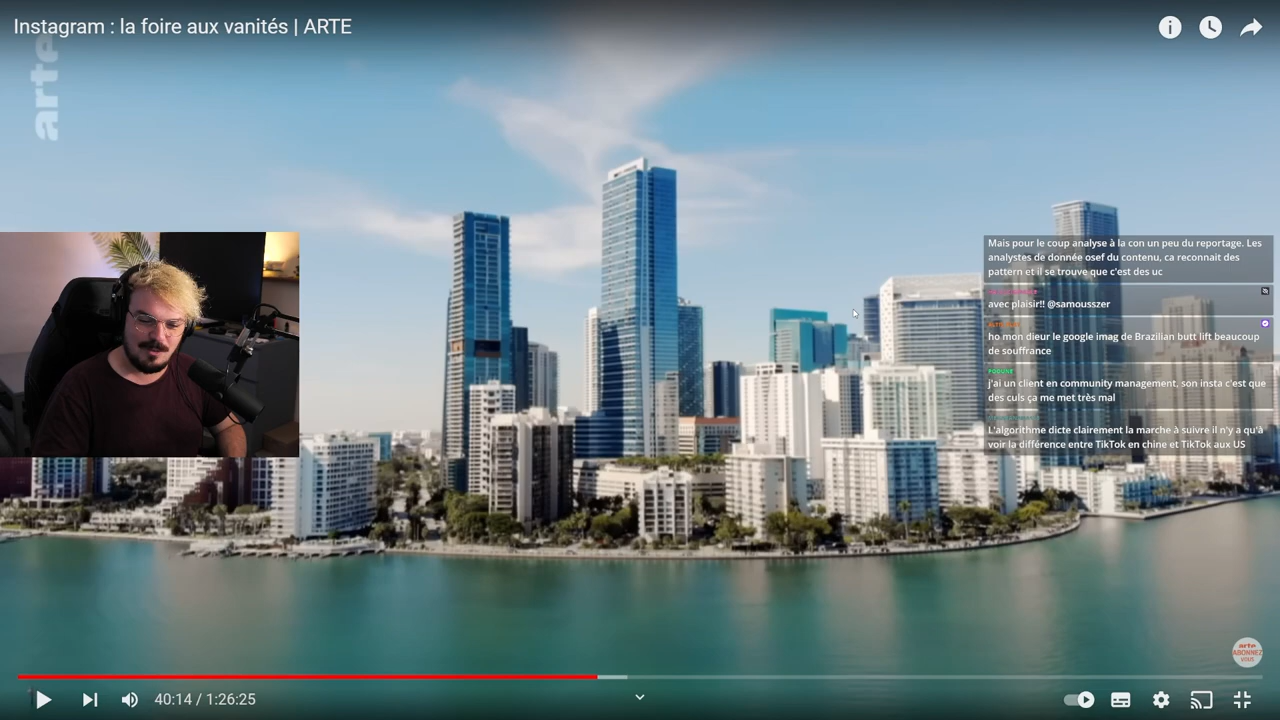 Instagram : la foire aux vanités | ARTE
arte
Mais pour le coup analyse à la con un peu du reportage. Les
analystes de donnée osef du contenu, ca reconnait des
pattern et il se trouve que c'est des uc
avec plaisir!! @samousszer
ho mon dieur le google imag de Brazilian butt lift beaucoup
de souffrance
j'ai un client en community management, son insta c'est que
des culs ça me met très mal
L'algorithme dicte clairement la marche à suivre il n'y a qu'à
voir la différence entre TikTok en chine et TikTok aux US
arte
ABONNEZ
VOUS
40:14 / 1:26:25